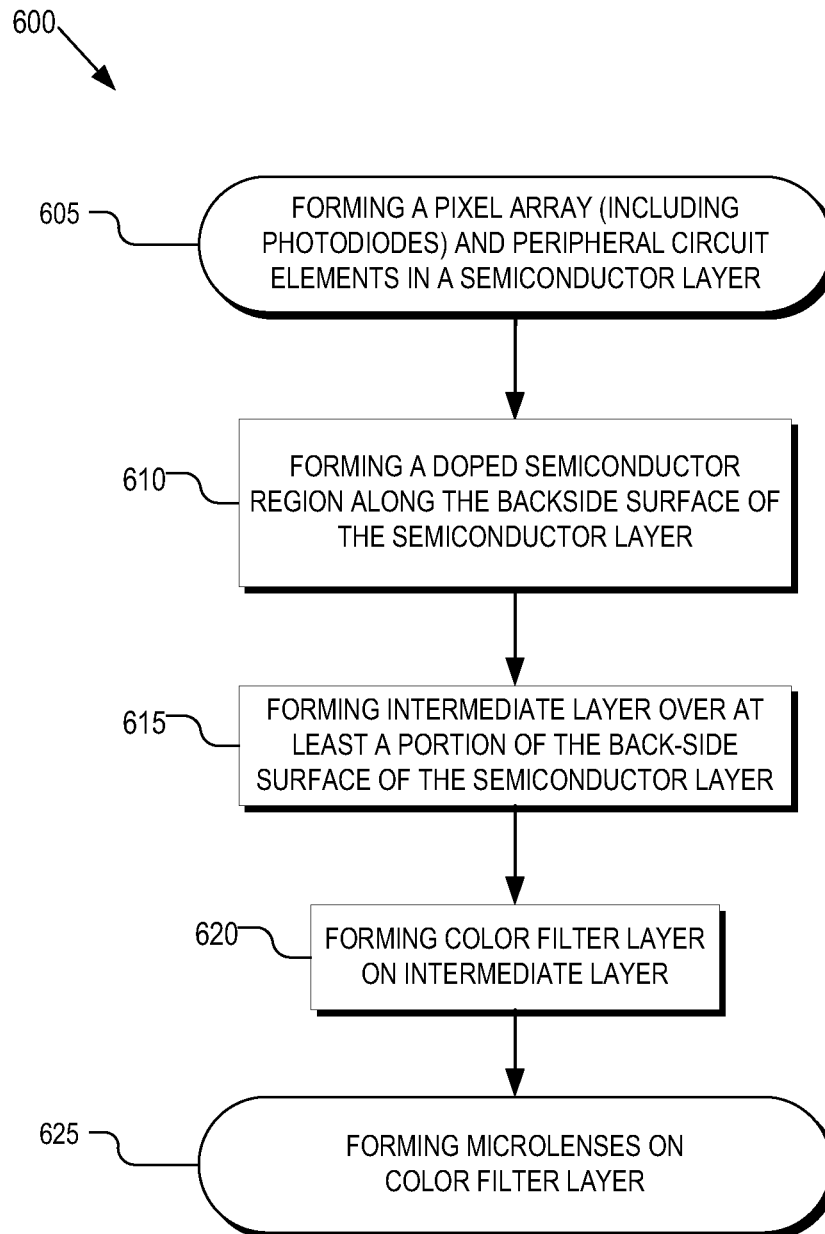 600
605
FORMING A PIXEL ARRAY (INCLUDING
PHOTODIODES) AND PERIPHERAL CIRCUIT
ELEMENTS IN A SEMICONDUCTOR LAYER
610
FORMING A DOPED SEMICONDUCTOR
REGION ALONG THE BACKSIDE SURFACE OF
THE SEMICONDUCTOR LAYER
615
FORMING INTERMEDIATE LAYER OVER AT
LEAST A PORTION OF THE BACK-SIDE
SURFACE OF THE SEMICONDUCTOR LAYER
620
FORMING COLOR FILTER LAYER
ON INTERMEDIATE LAYER
625
FORMING MICROLENSES ON
COLOR FILTER LAYER